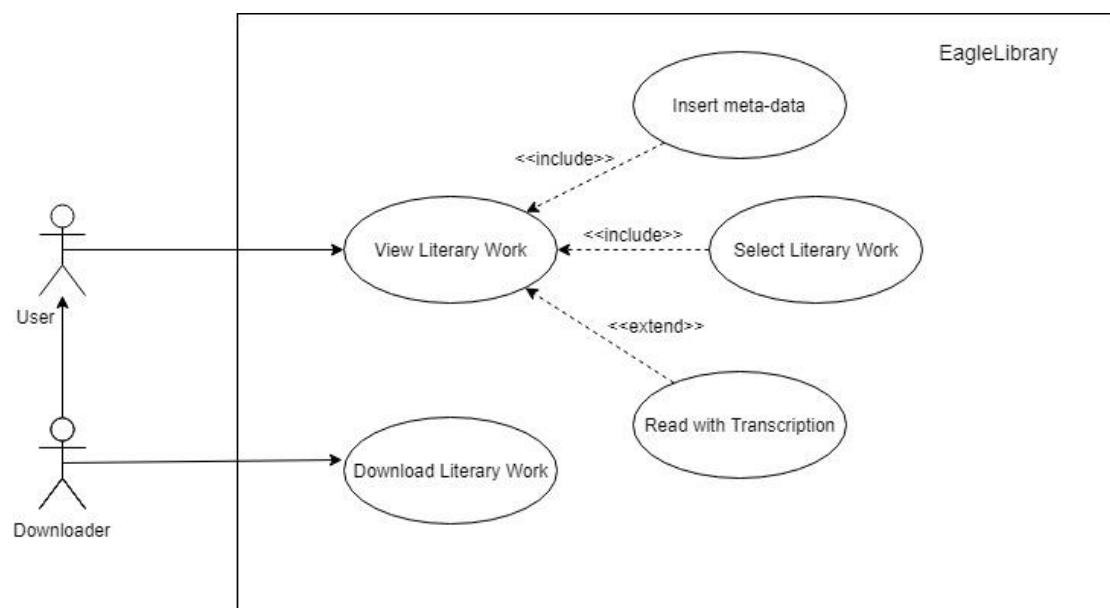 EagleLibrary
Insert meta-data
<<include>>
View Literary Work
<<include>>
Select Literary Work
User
<<extend>>
Read with Transcription
Download Literary Work
Downloader